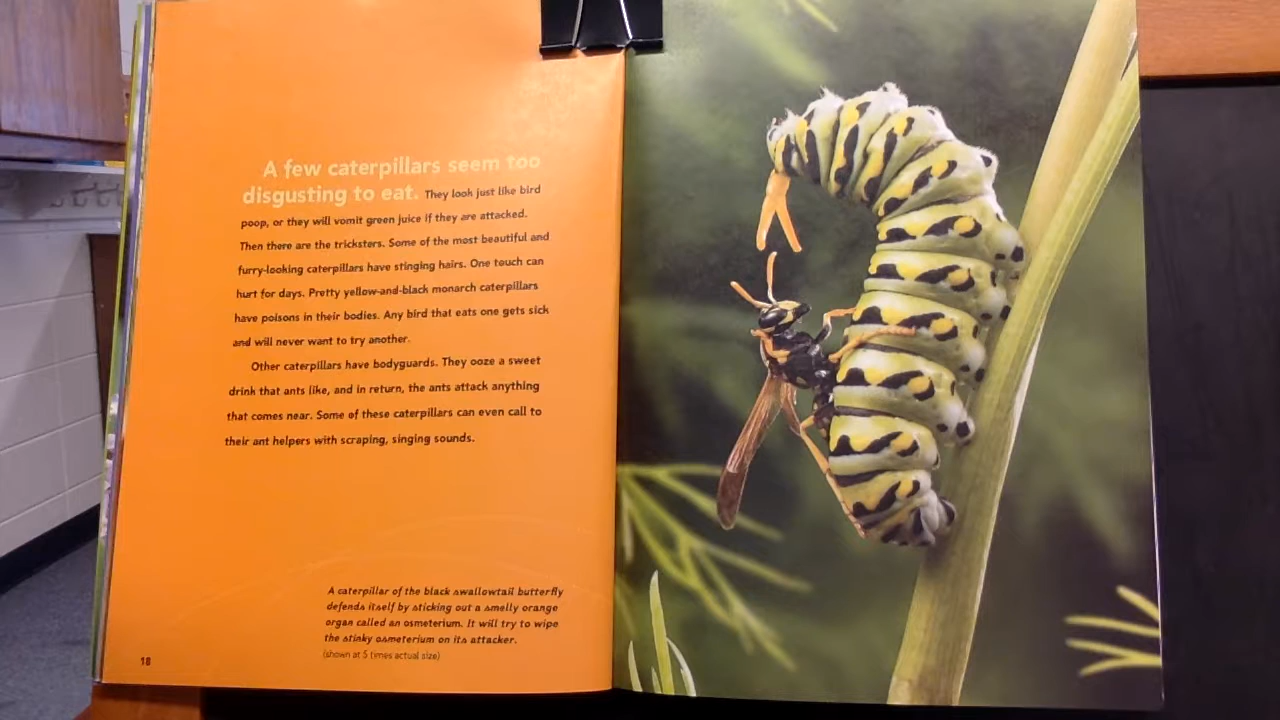 A few caterpillars seem too
disgusting to eat. They look just like bird
poop, or they will vomit green juice if they are attacked.
Then there are the tricksters. Some of the most beautiful and
furry-looking caterpillars have stinging hairs. One touch can
hurt for days. Pretty yellow-and-black monarch caterpillars
have poisons in their bodies. Any bird that eats one gets sick
and will never want to try another.
Other caterpillars have bodyguards. They ooze a sweet
drink that ants like, and in return, the ants attack anything
that comes near. Some of these caterpillars can even call to
their ant helpers with scraping, singing sounds.
A caterpillar of the black swallowtail butterfly
defends itself by sticking out a smelly orange
organ called an osmeterium. It will try to wipe
the stinky osmeterium on its attacker.
(shown at 5 times actual size)
18